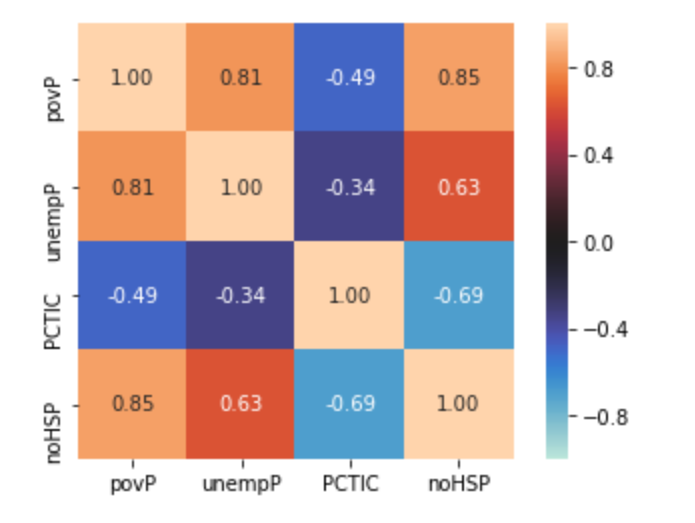 povP 1.00 0.81 -0.49 0.85
unempP 0.81 1.00 -0.34 0.63
PCTIC -0.49 -0.34 1.00 -0.69
noHSP 0.85 0.63 -0.69 1.00
povP unempP PCTIC noHSP
0.8
0.4
0.0
−0.4
−0.8